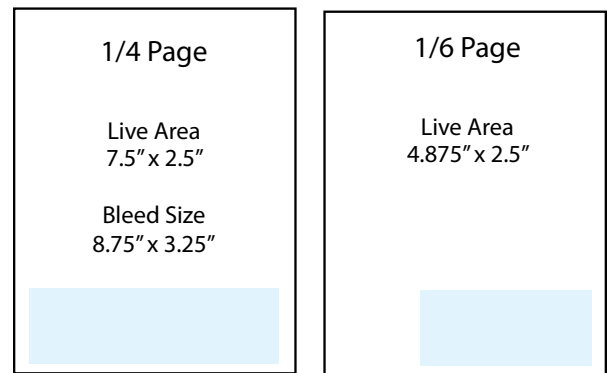 1/4 Page
Live Area
7.5” x 2.5”
Bleed Size
8.75” x 3.25”
1/6 Page
Live Area
4.875” x 2.5”